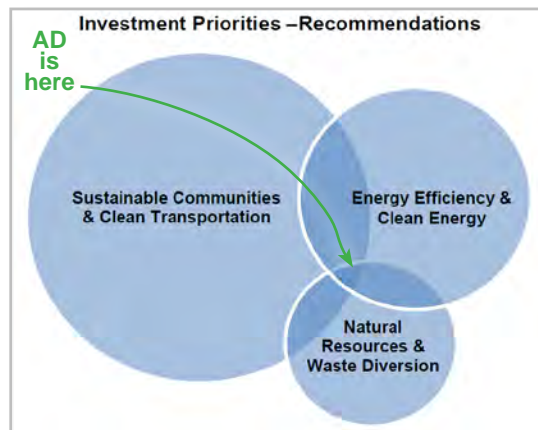 Investment Priorities –Recommendations
AD
is
here
Sustainable Communities
& Clean Transportation
Energy Efficiency &
Clean Energy
Natural
Resources &
Waste Diversion